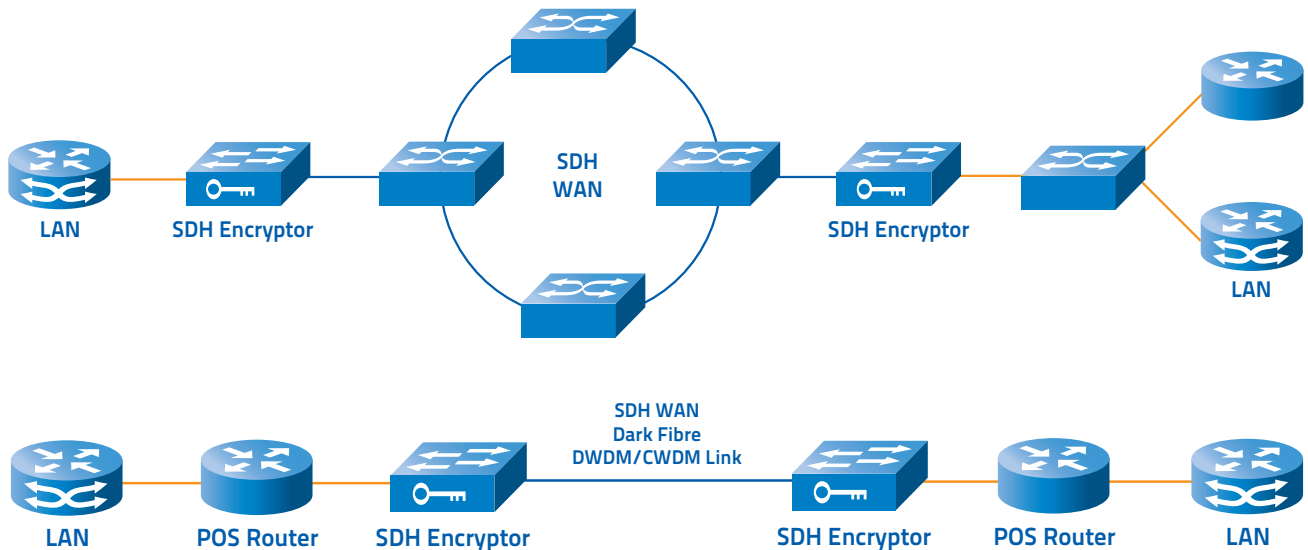 SDH
WAN
LAN
SDH Encryptor
SDH Encryptor
LAN
SDH WAN
Dark Fibre
DWDM/CWDM Link
LAN
POS Router
SDH Encryptor
SDH Encryptor
POS Router
LAN